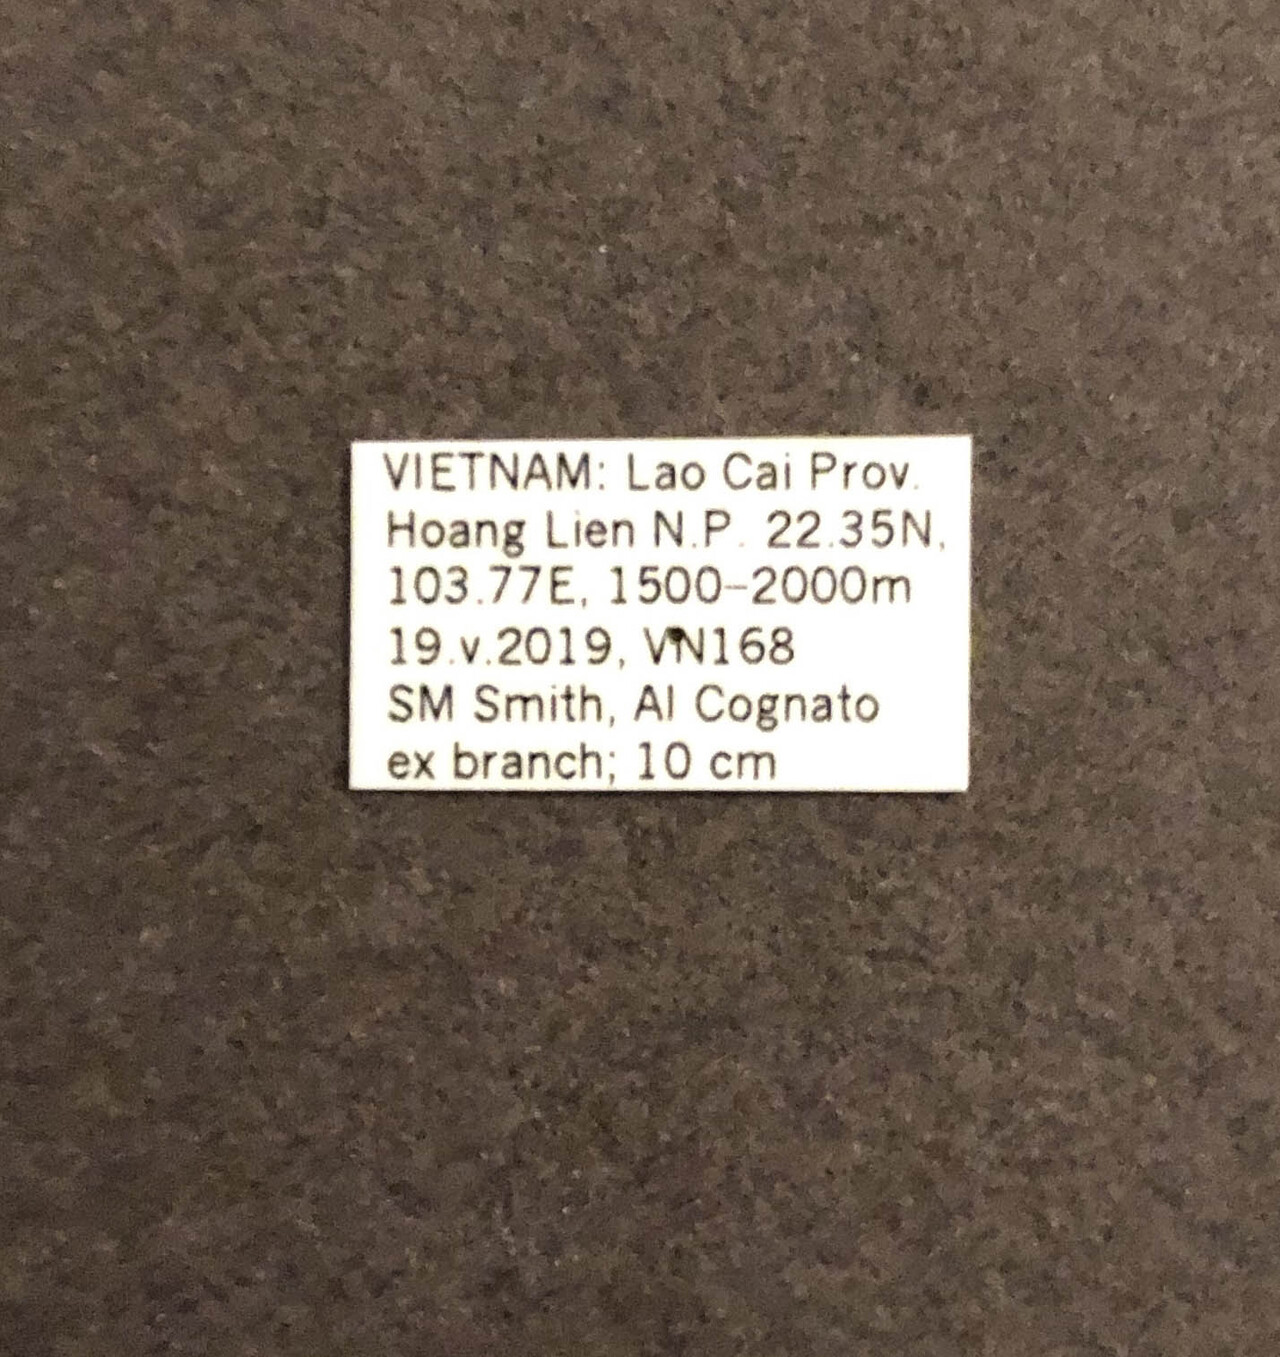 VIETNAM: Lao Cai Prov.
Hoang Lien N.P. 22.35N,
103.77E, 1500-2000m
19.v.2019, VN168
SM Smith, AI Cognato
ex branch; 10 cm